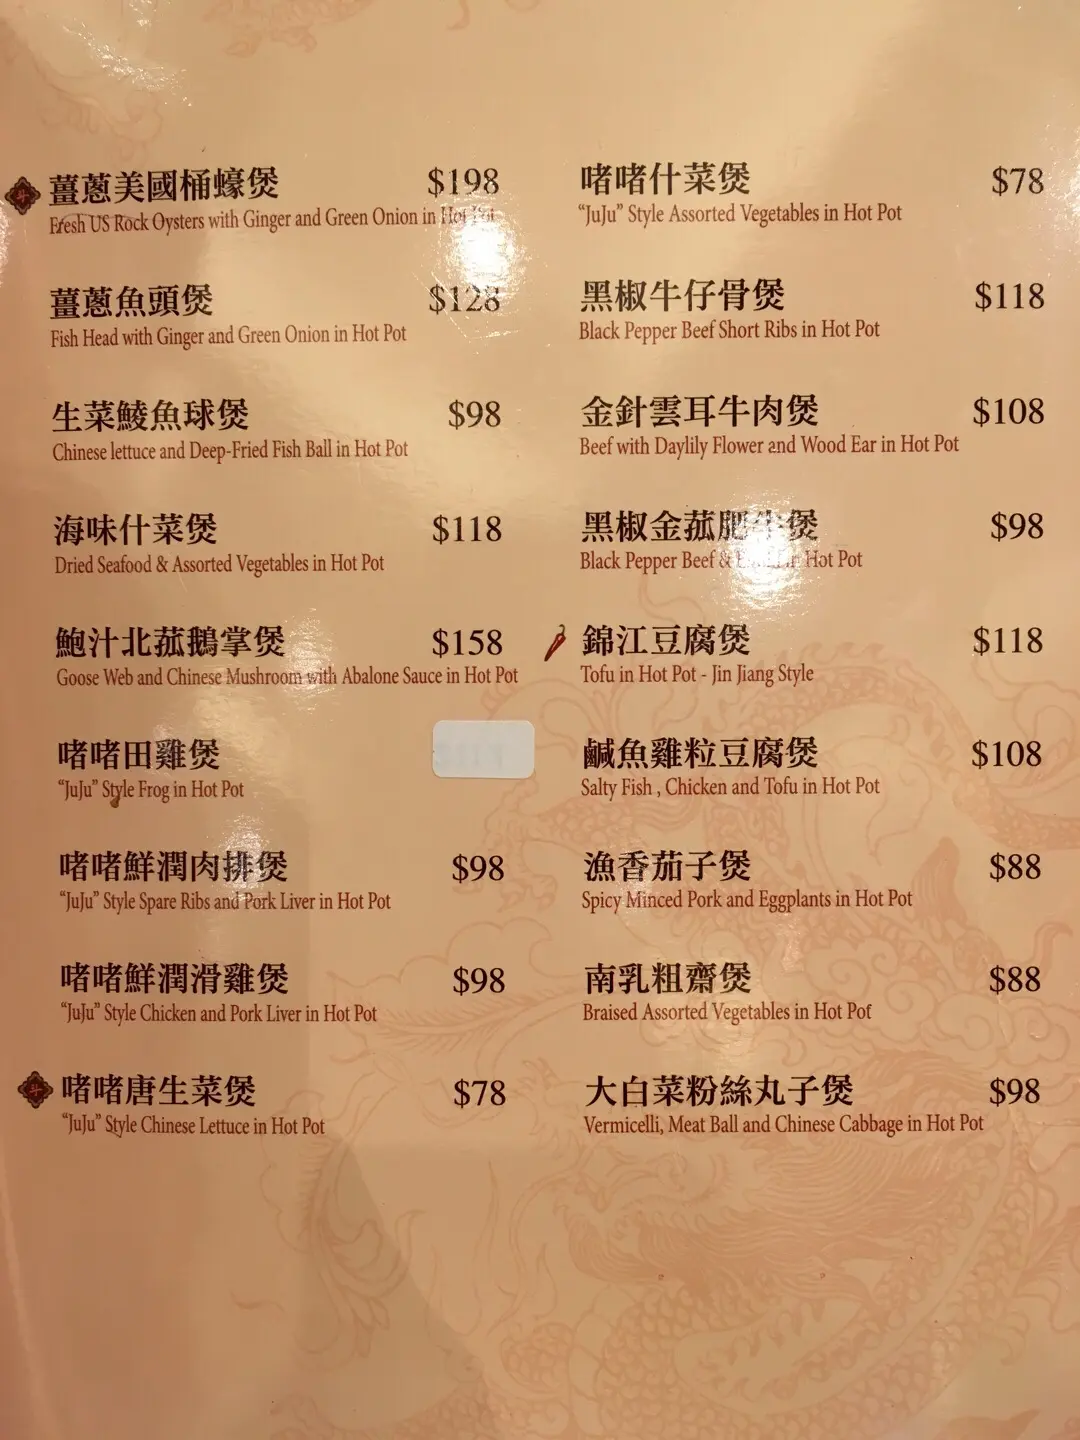 薑蔥美國桶蠔煲 $198
Fresh US Rock Oysters with Ginger and Green Onion in Hot Pot
薑蔥魚頭煲 $128
Fish Head with Ginger and Green Onion in Hot Pot
生菜鯪魚球煲 $98
Chinese lettuce and Deep-Fried Fish Ball in Hot Pot
海味什菜煲 $118
Dried Seafood & Assorted Vegetables in Hot Pot
鮑汁北菰鵝掌煲 $158
Goose Web and Chinese Mushroom with Abalone Sauce in Hot Pot
啫啫田雞煲
"JuJu" Style Frog in Hot Pot
啫啫鮮潤肉排煲 $98
"JuJu" Style Spare Ribs and Pork Liver in Hot Pot
啫啫鮮潤滑雞煲 $98
"JuJu" Style Chicken and Pork Liver in Hot Pot
啫啫唐生菜煲 $78
"JuJu" Style Chinese Lettuce in Hot Pot
啫啫什菜煲 $78
"JuJu" Style Assorted Vegetables in Hot Pot
黑椒牛仔骨煲 $118
Black Pepper Beef Short Ribs in Hot Pot
金針雲耳牛肉煲 $108
Beef with Daylily Flower and Wood Ear in Hot Pot
黑椒金菰肥牛煲 $98
Black Pepper Beef & in Hot Pot
錦江豆腐煲 $118
Tofu in Hot Pot - Jin Jiang Style
鹹魚雞粒豆腐煲 $108
Salty Fish , Chicken and Tofu in Hot Pot
漁香茄子煲 $88
Spicy Minced Pork and Eggplants in Hot Pot
南乳粗齋煲 $88
Braised Assorted Vegetables in Hot Pot
大白菜粉絲丸子煲 $98
Vermicelli, Meat Ball and Chinese Cabbage in Hot Pot